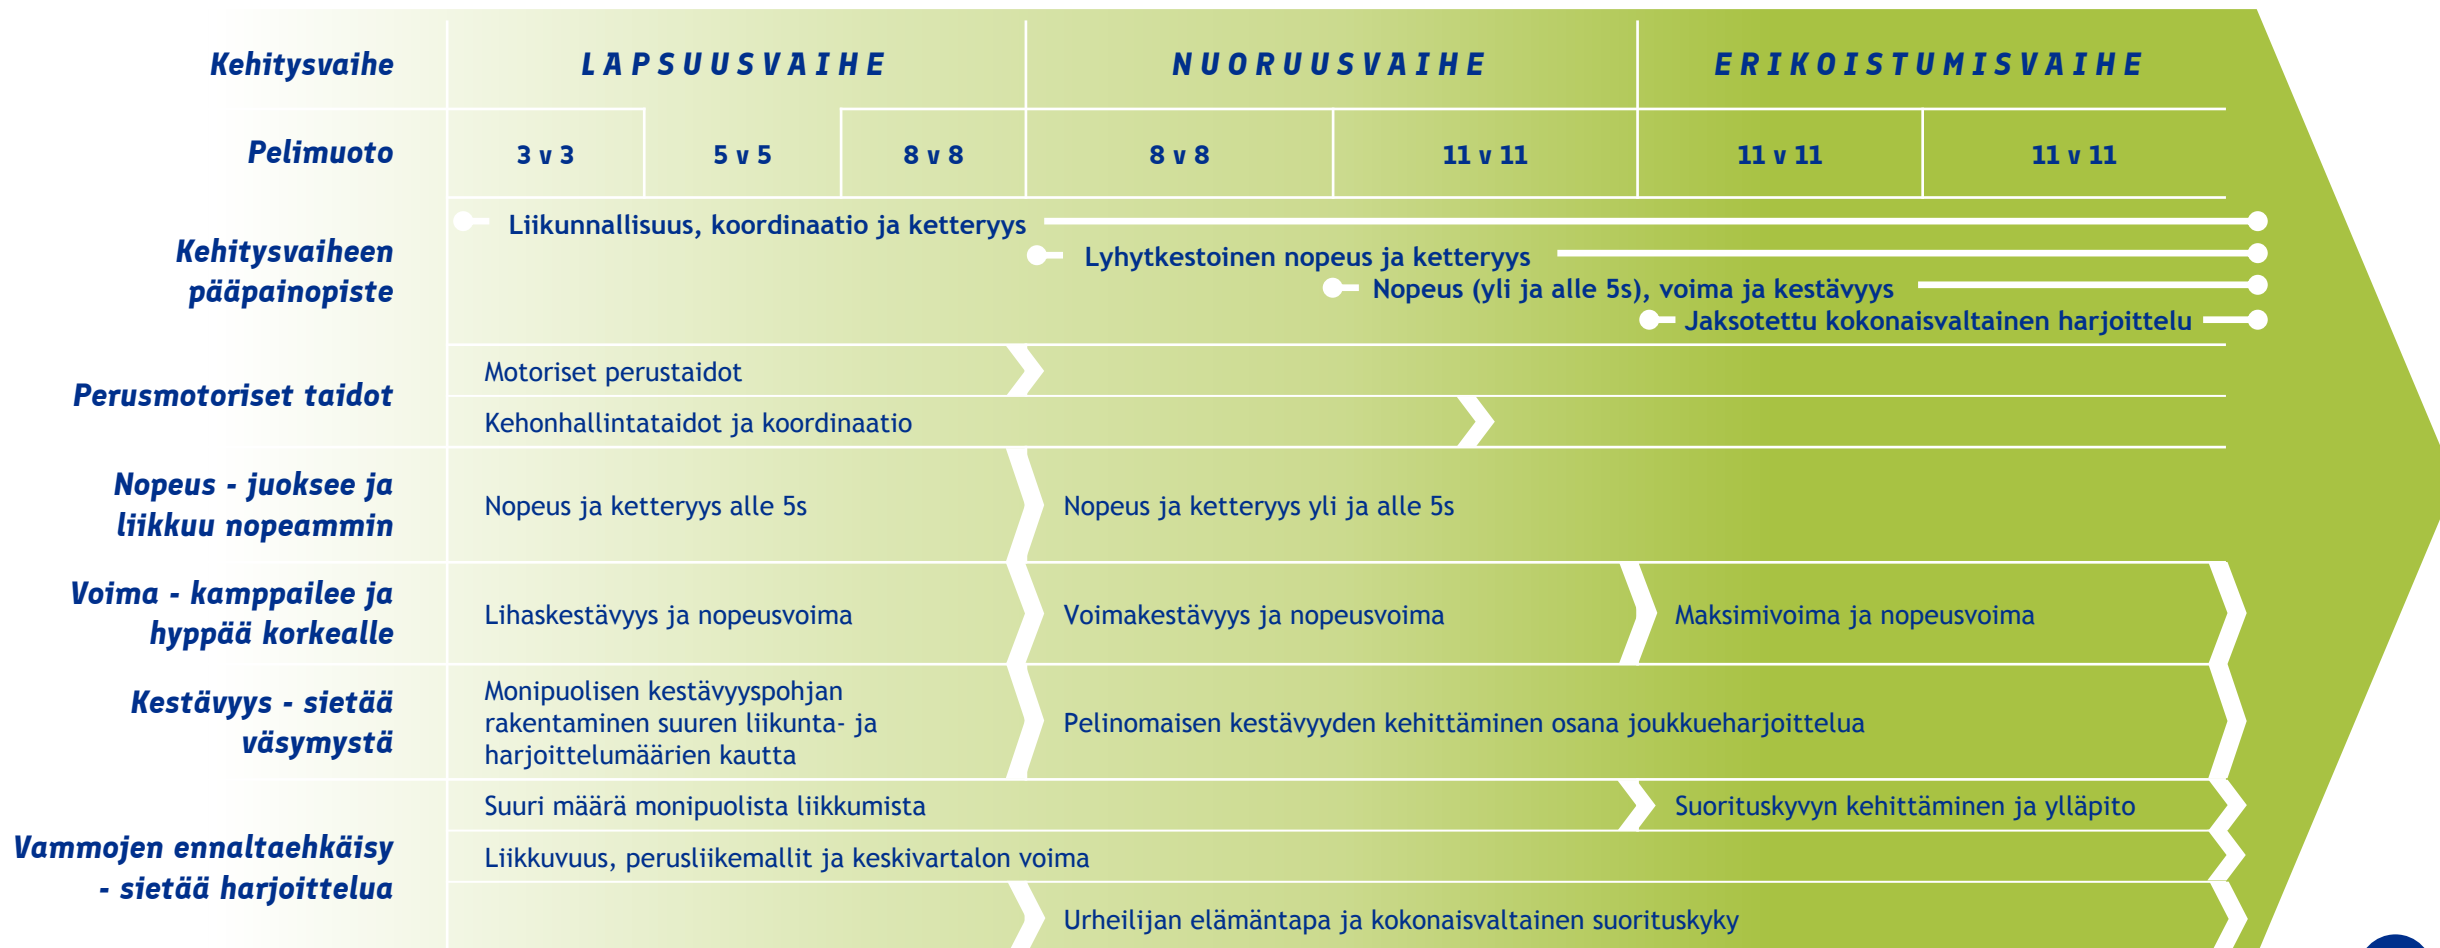 Kehitysvaihe
LAPSUUSVAIHE
NUORUUSVAIHE
ERIKOISTUMISVAIHE
Pelimuoto
3 v 3
5 v 5
8 v 8
8 v 8
11 v 11
11 v 11
11 v 11
Kehitysvaiheen
pääpainopiste
Liikunnallisuus, koordinaatio ja ketteryys
Lyhytkestoinen nopeus ja ketteryys
Nopeus (yli ja alle 5s), voima ja kestävyys
Jaksotettu kokonaisvaltainen harjoittelu
Perusmotoriset taidot
Motoriset perustaidot
Kehonhallintataidot ja koordinaatio
Nopeus - juoksee ja
liikkuu nopeammin
Nopeus ja ketteryys alle 5s
Nopeus ja ketteryys yli ja alle 5s
Voima - kamppailee ja
hyppää korkealle
Lihaskestävyys ja nopeusvoima
Voimakestävyys ja nopeusvoima
Maksimivoima ja nopeusvoima
Kestävyys - sietää
väsymystä
Monipuolisen kestävyyspohjan
rakentaminen suuren liikunta- ja
harjoittelumäärien kautta
Pelinomaisen kestävyyden kehittäminen osana joukkueharjoittelua
Vammojen ennaltaehkäisy
- sietää harjoittelua
Suuri määrä monipuolista liikkumista
Suorituskyvyn kehittäminen ja ylläpito
Liikkuvuus, perusliikemallit ja keskivartalon voima
Urheilijan elämäntapa ja kokonaisvaltainen suorituskyky